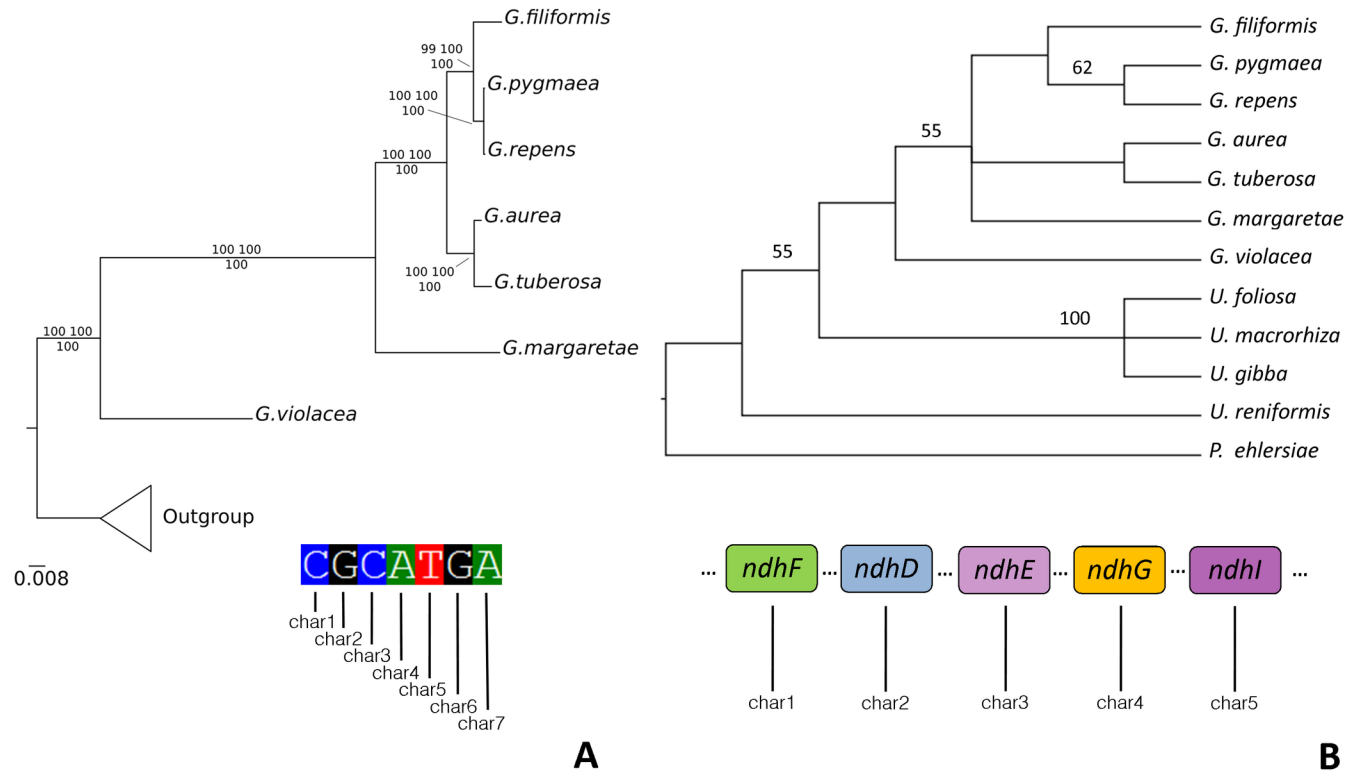 G.filiformis
99 100
100
G.pygmaea
100 100
100
G.repens
100 100
100
G.aurea
100 100
100
G.tuberosa
100 100
100
G.margaretae
100 100
100
G.violacea
Outgroup
0.008
CGCATGA
char1
char2
char3
char4
char5
char6
char7
A
G. filiformis
62
G. pygmaea
G. repens
55
G. aurea
G. tuberosa
G. margaretae
55
G. violacea
U. foliosa
100
U. macrorhiza
U. gibba
U. reniformis
P. ehlersiae
... ndhF ... ndhD ... ndhE ... ndhG ... ndhI ...
char1 char2 char3 char4 char5
B